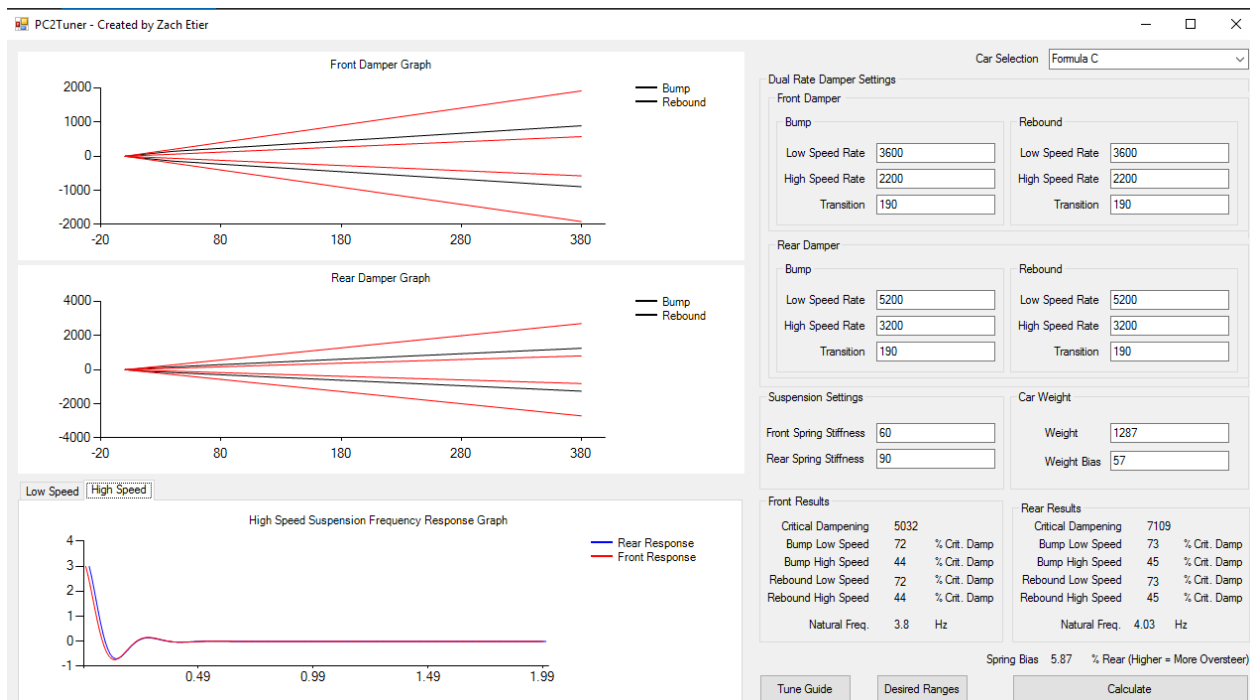 PC2Tuner - Created by Zach Etier
Front Damper Graph
2000
1000
0
-1000
-2000
-20 80 180 280 380
Bump
Rebound
Rear Damper Graph
4000
2000
0
-2000
-4000
-20 80 180 280 380
Bump
Rebound
Low Speed High Speed
High Speed Suspension Frequency Response Graph
4
3
2
1
0
-1
0.49 0.99 1.49 1.99
Rear Response
Front Response
Car Selection Formula C
Dual Rate Damper Settings
Front Damper
Bump
Low Speed Rate 3600
High Speed Rate 2200
Transition 190
Rebound
Low Speed Rate 3600
High Speed Rate 2200
Transition 190
Rear Damper
Bump
Low Speed Rate 5200
High Speed Rate 3200
Transition 190
Rebound
Low Speed Rate 5200
High Speed Rate 3200
Transition 190
Suspension Settings
Front Spring Stiffness 60
Rear Spring Stiffness 90
Car Weight
Weight 1287
Weight Bias 57
Front Results
Critical Dampening 5032
Bump Low Speed 72 % Crit. Damp
Bump High Speed 44 % Crit. Damp
Rebound Low Speed 72 % Crit. Damp
Rebound High Speed 44 % Crit. Damp
Natural Freq. 3.8 Hz
Rear Results
Critical Dampening 7109
Bump Low Speed 73 % Crit. Damp
Bump High Speed 45 % Crit. Damp
Rebound Low Speed 73 % Crit. Damp
Rebound High Speed 45 % Crit. Damp
Natural Freq. 4.03 Hz
Spring Bias 5.87 % Rear (Higher = More Oversteer)
Tune Guide Desired Ranges Calculate